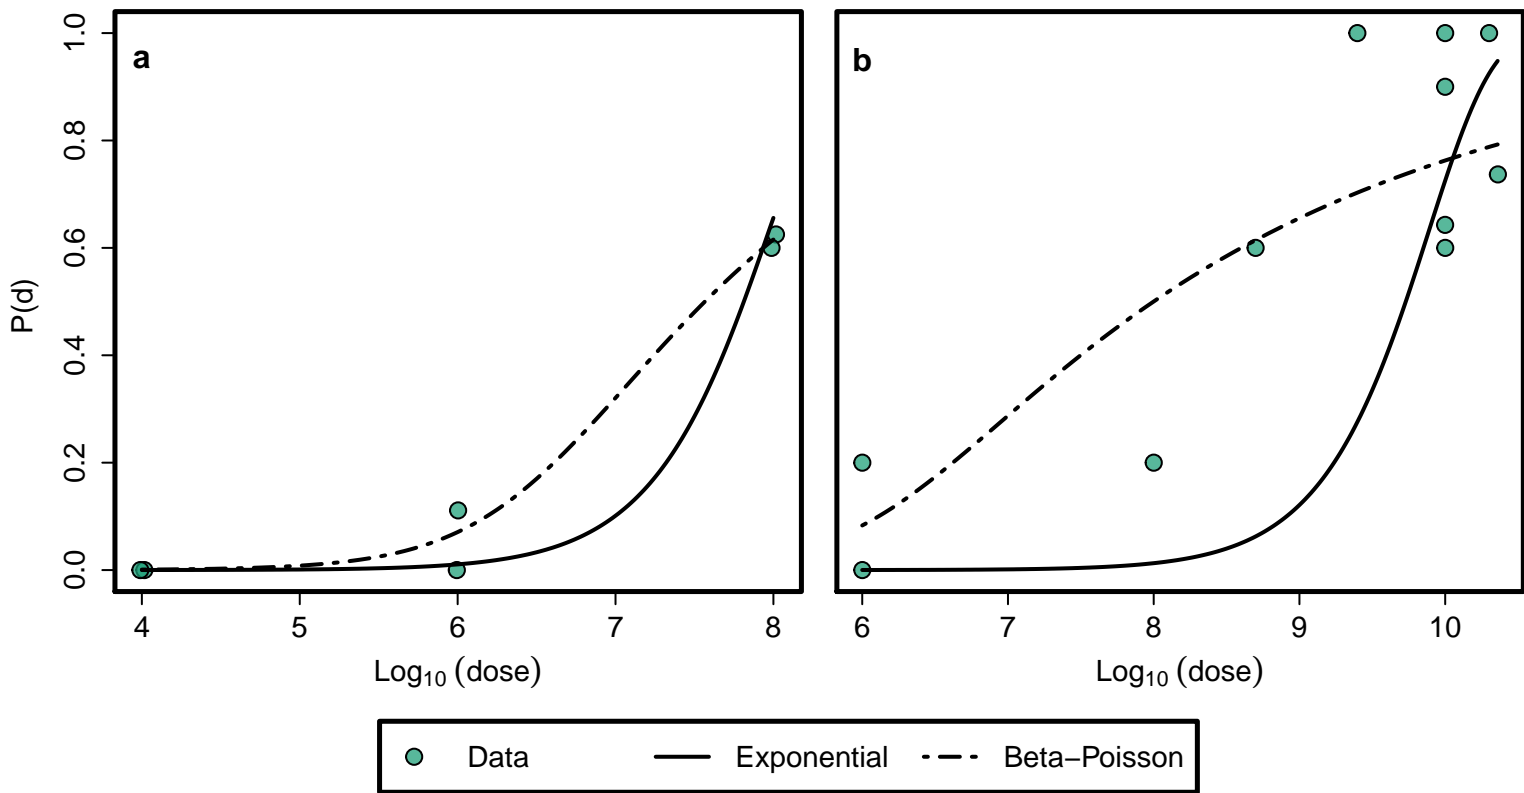 a
b
P(d)
0.0 0.2 0.4 0.6 0.8 1.0
4 5 6 7 8
6 7 8 9 10
Log₁₀ (dose)
Log₁₀ (dose)
Data Exponential Beta−Poisson